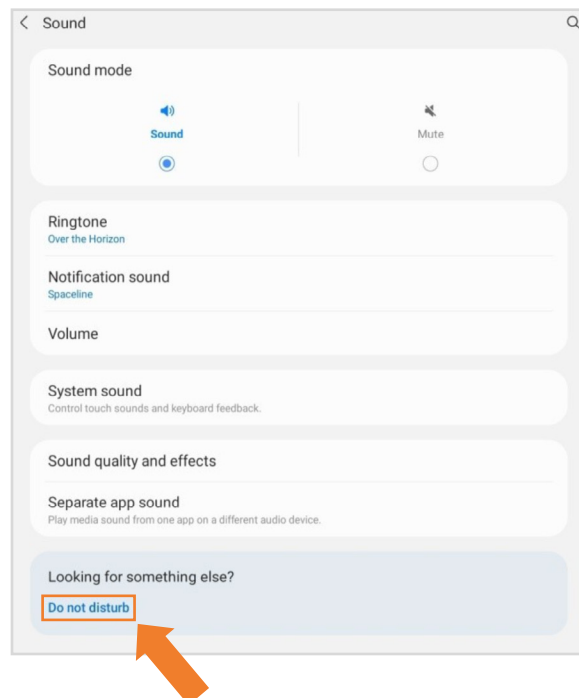 Sound
Sound mode
Sound
Mute
Ringtone
Over the Horizon
Notification sound
Spaceline
Volume
System sound
Control touch sounds and keyboard feedback.
Sound quality and effects
Separate app sound
Play media sound from one app on a different audio device.
Looking for something else?
Do not disturb